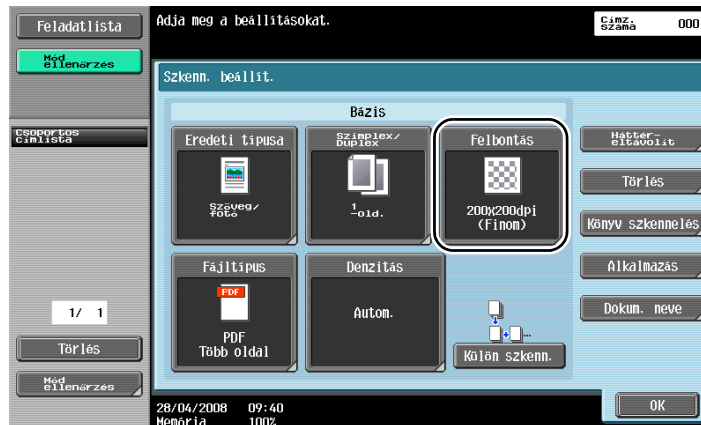 Feladatlista
Mód
ellenőrzés
Csoportos
címlista
1/ 1
Törlés
Mód
ellenőrzés
Adja meg a beállításokat.
Címz.
száma 000
Szkenn. beállít.
Bázis
Eredeti típusa
Szöveg/
fotó
Szimplex/
Duplex
1
-old.
Felbontás
200x200dpi
(Finom)
Fájltípus
PDF
PDF
Több oldal
Denzitás
Autom.
Külön szkenn.
Háttér-
eltávolít
Törlés
Könyv szkennelés
Alkalmazás
Dokum. neve
28/04/2008 09:40
Memória 100%
OK